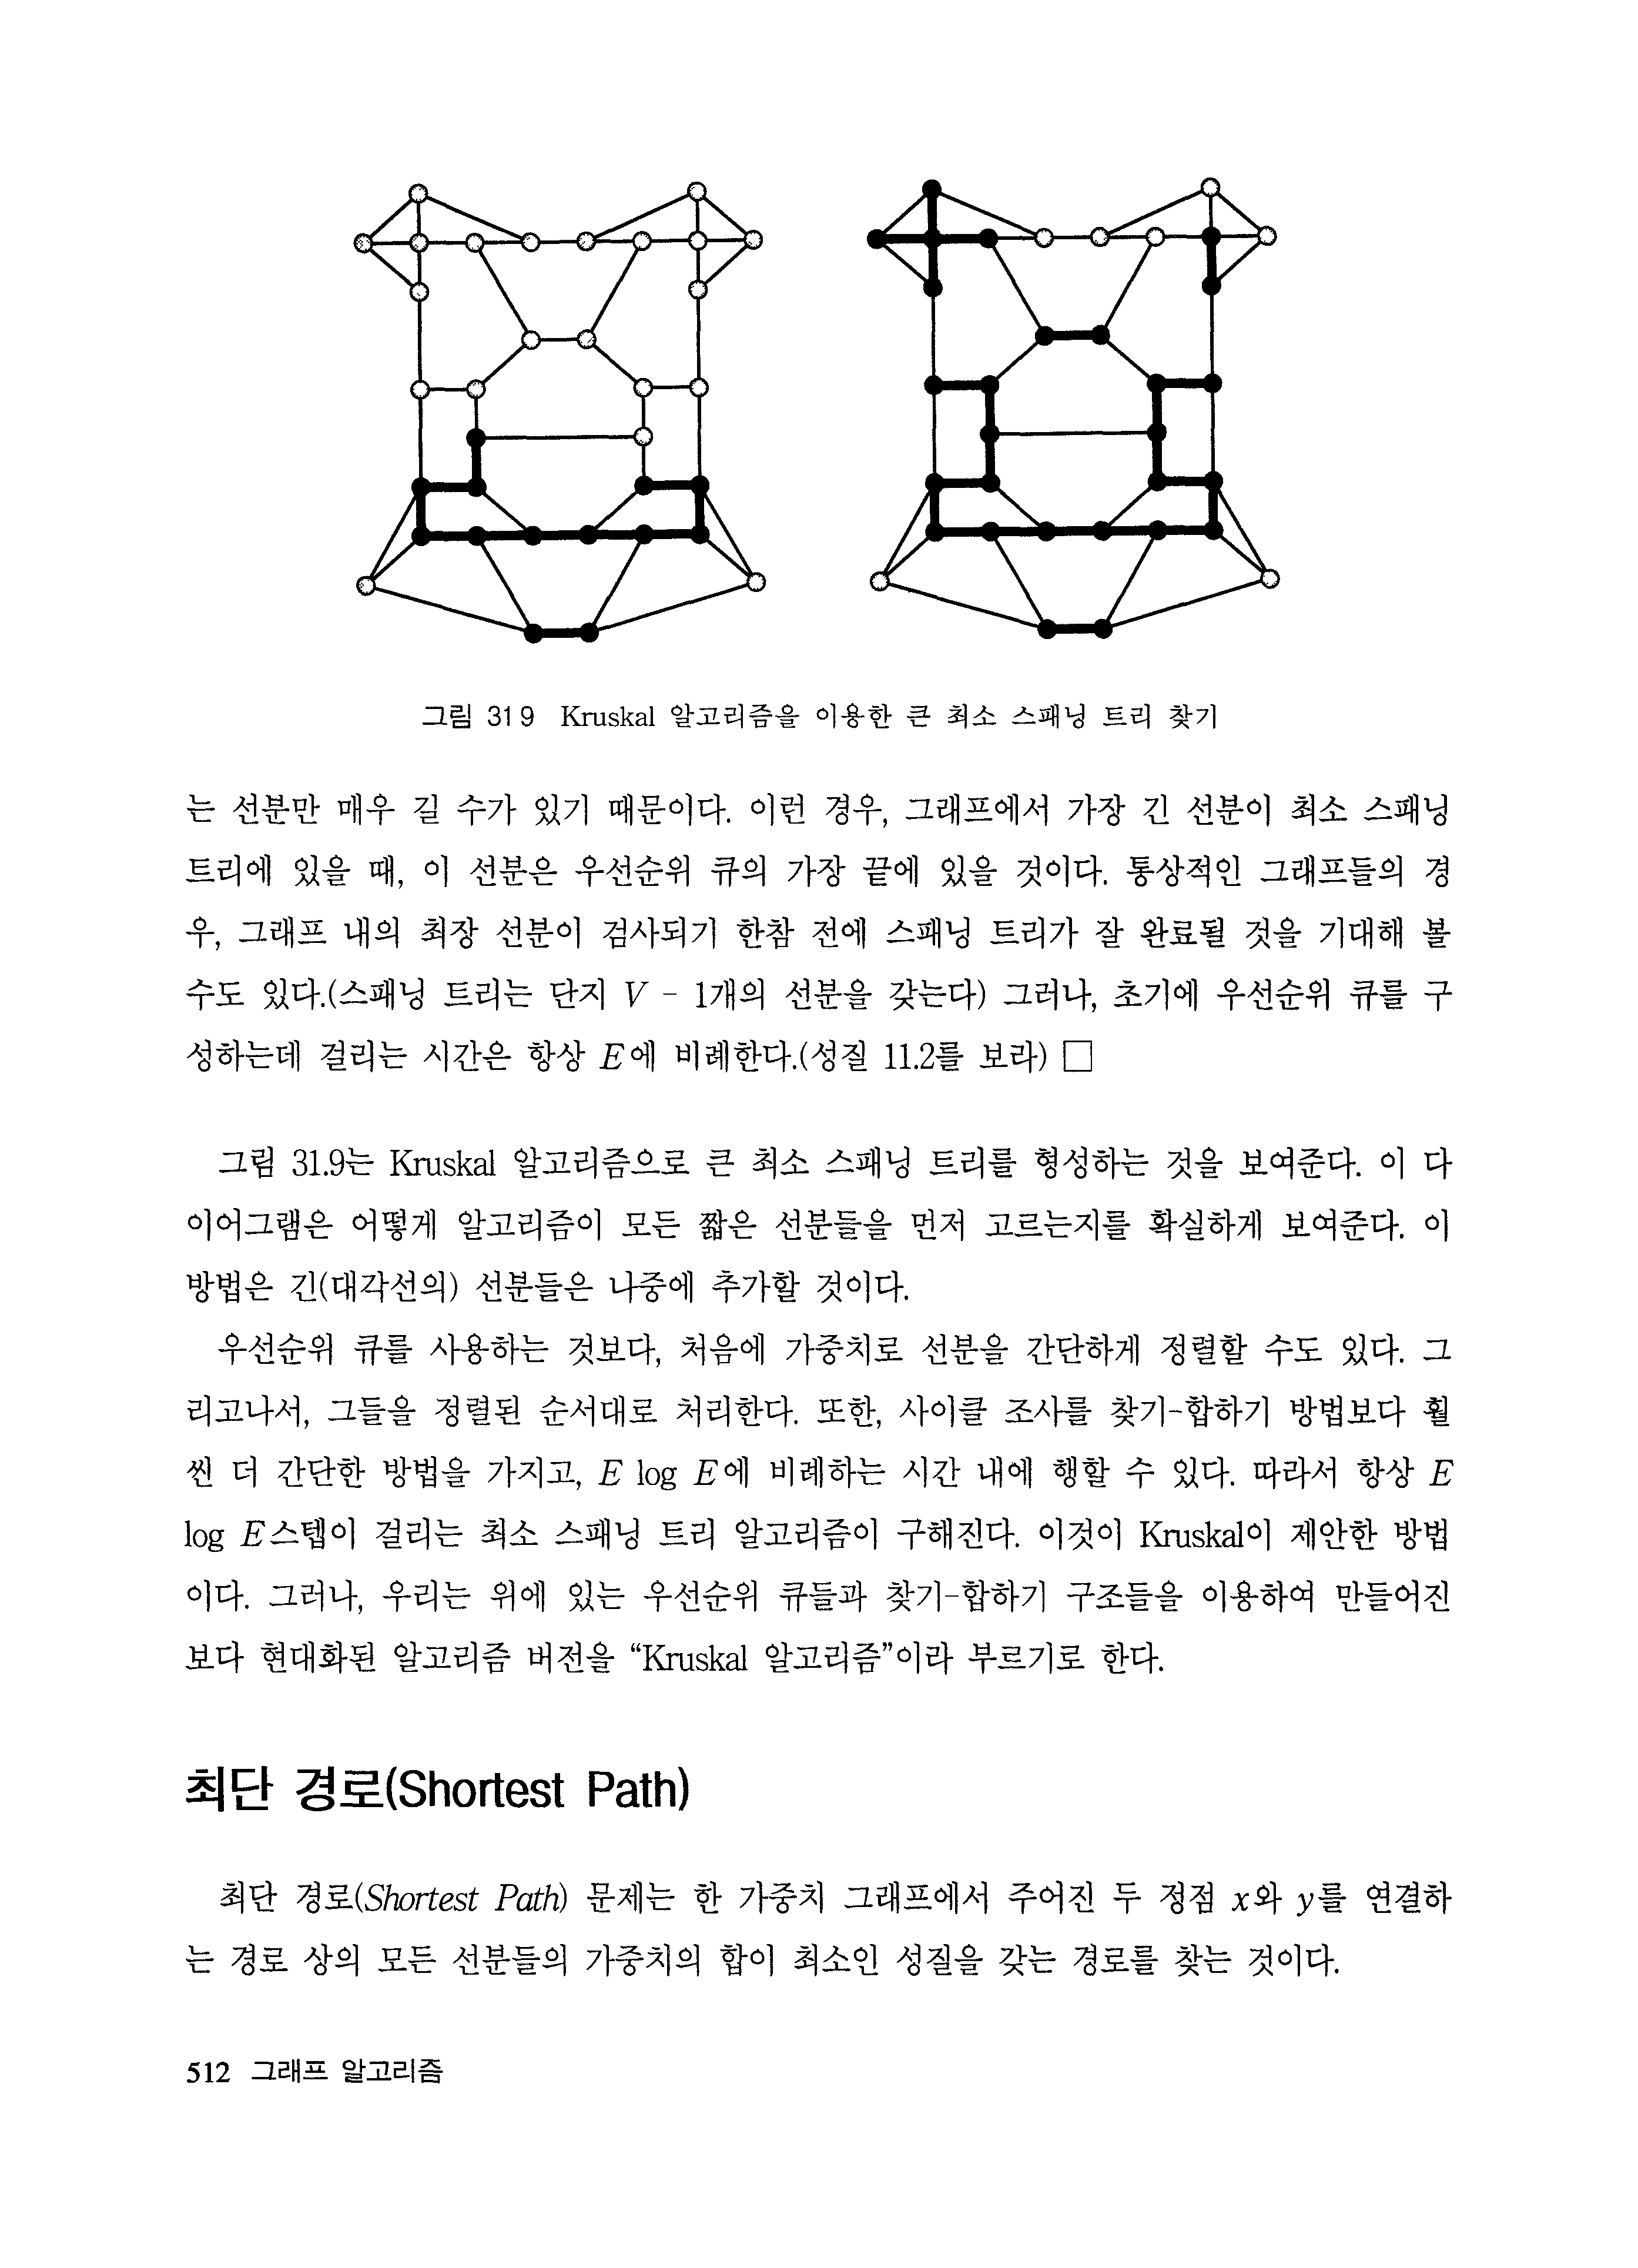 그림 31 9 Kruskal 알고리즘을 이용한 큰 최소 스패닝 트리 찾기
는 선분만 매우 길 수가 있기 때문이다. 이런 경우, 그래프에서 가장 긴 선분이 최소 스패닝
트리에 있을 때, 이 선분은 우선순위 큐의 가장 끝에 있을 것이다. 통상적인 그래프들의 경
우, 그래프 내의 최장 선분이 검사되기 한참 전에 스패닝 트리가 잘 완료될 것을 기대해 볼
수도 있다.(스패닝 트리는 단지 V - 1개의 선분을 갖는다) 그러나, 초기에 우선순위 큐를 구
성하는데 걸리는 시간은 항상 E에 비례한다.(성질 11.2를 보라) □
그림 31.9는 Kruskal 알고리즘으로 큰 최소 스패닝 트리를 형성하는 것을 보여준다. 이 다
이어그램은 어떻게 알고리즘이 모든 짧은 선분들을 먼저 고르는지를 확실하게 보여준다. 이
방법은 긴(대각선의) 선분들은 나중에 추가할 것이다.
우선순위 큐를 사용하는 것보다, 처음에 가중치로 선분을 간단하게 정렬할 수도 있다. 그
리고나서, 그들을 정렬된 순서대로 처리한다. 또한, 사이클 조사를 찾기-합하기 방법보다 훨
씬 더 간단한 방법을 가지고, E log E에 비례하는 시간 내에 행할 수 있다. 따라서 항상 E
log E스텝이 걸리는 최소 스패닝 트리 알고리즘이 구해진다. 이것이 Kruskal이 제안한 방법
이다. 그러나, 우리는 위에 있는 우선순위 큐들과 찾기-합하기 구조들을 이용하여 만들어진
보다 현대화된 알고리즘 버전을 “Kruskal 알고리즘”이라 부르기로 한다.
최단 경로(Shortest Path)
최단 경로(Shortest Path) 문제는 한 가중치 그래프에서 주어진 두 정점 x와 y를 연결하
는 경로 상의 모든 선분들의 가중치의 합이 최소인 성질을 갖는 경로를 찾는 것이다.
512 그래프 알고리즘